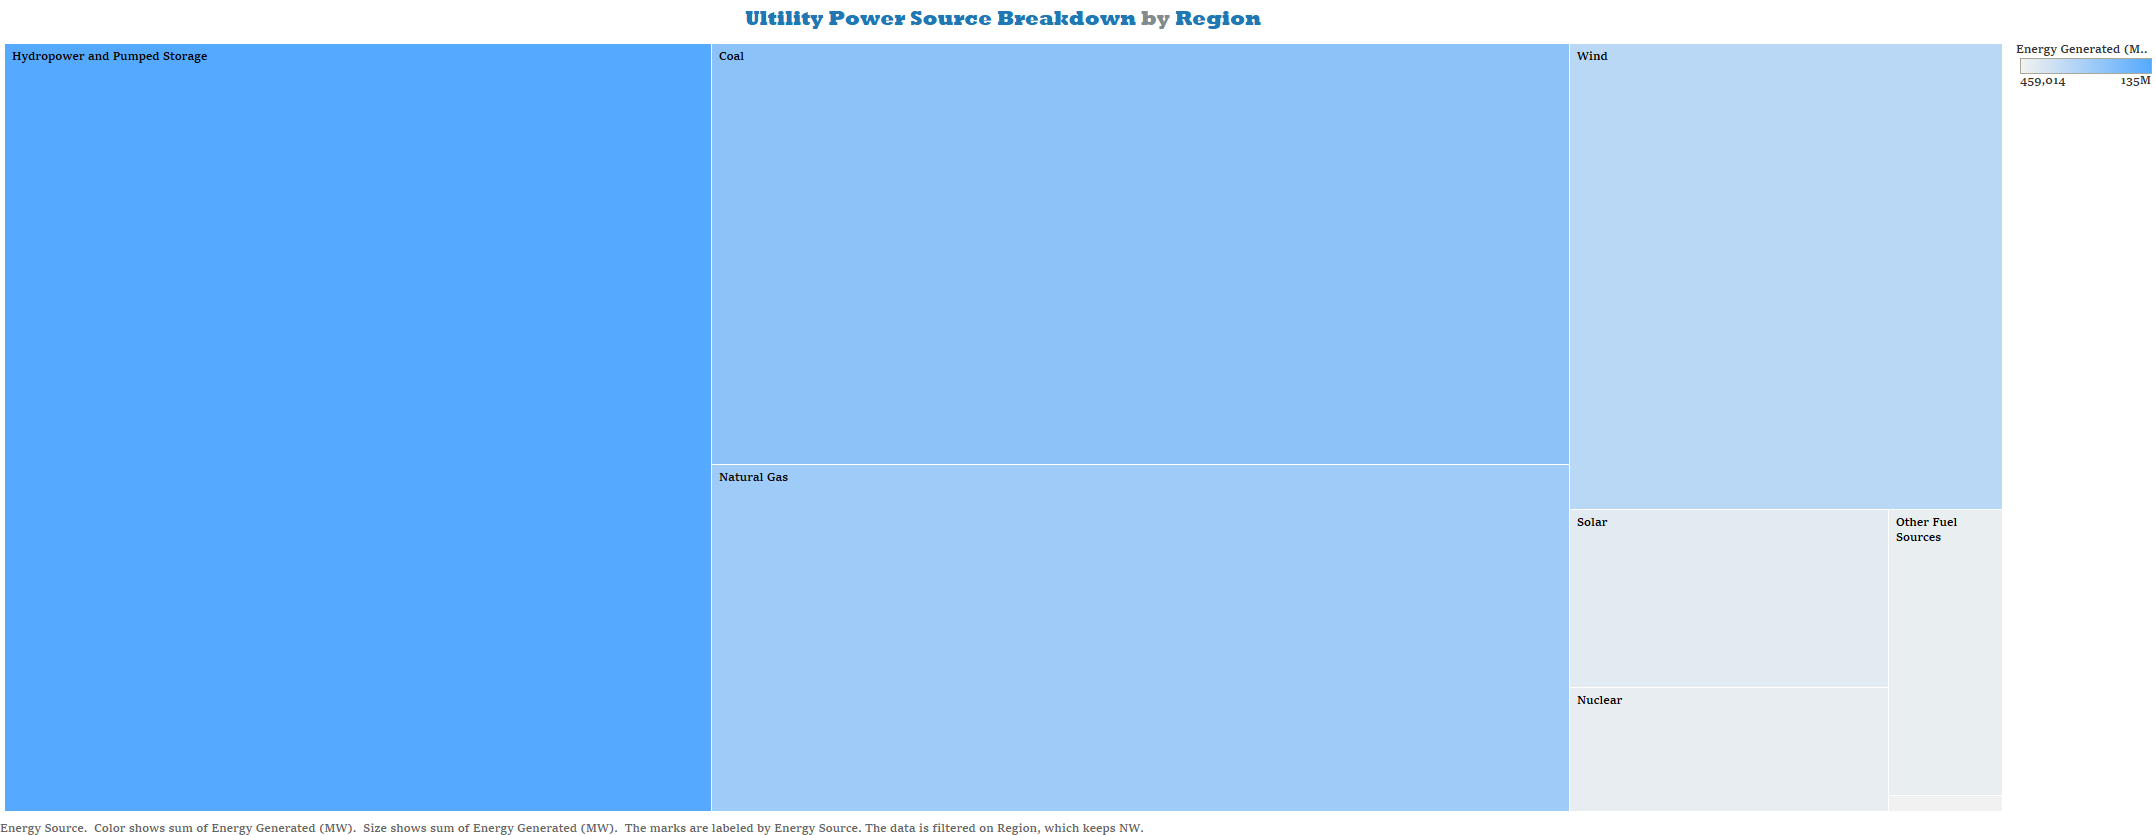 Ultility Power Source Breakdown by Region
Hydropower and Pumped Storage
Coal
Wind
Energy Generated (M..
459,014 135M
Natural Gas
Solar
Other Fuel
Sources
Nuclear
Energy Source.  Color shows sum of Energy Generated (MW).  Size shows sum of Energy Generated (MW).  The marks are labeled by Energy Source. The data is filtered on Region, which keeps NW.